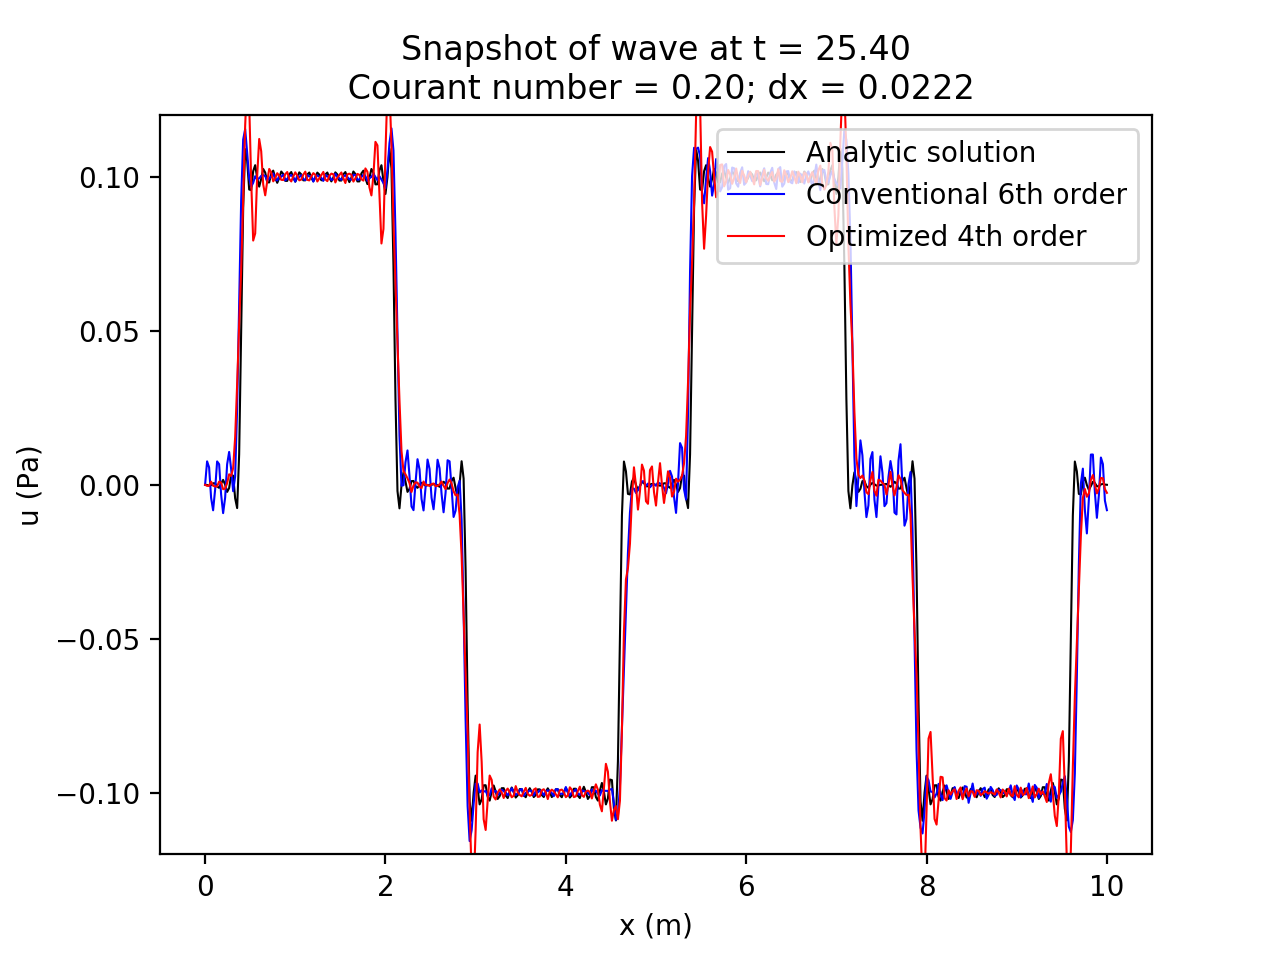 Snapshot of wave at t = 25.40
Courant number = 0.20; dx = 0.0222
Analytic solution
Conventional 6th order
Optimized 4th order
0.10
0.05
0.00
−0.05
−0.10
u (Pa)
0 2 4 6 8 10
x (m)